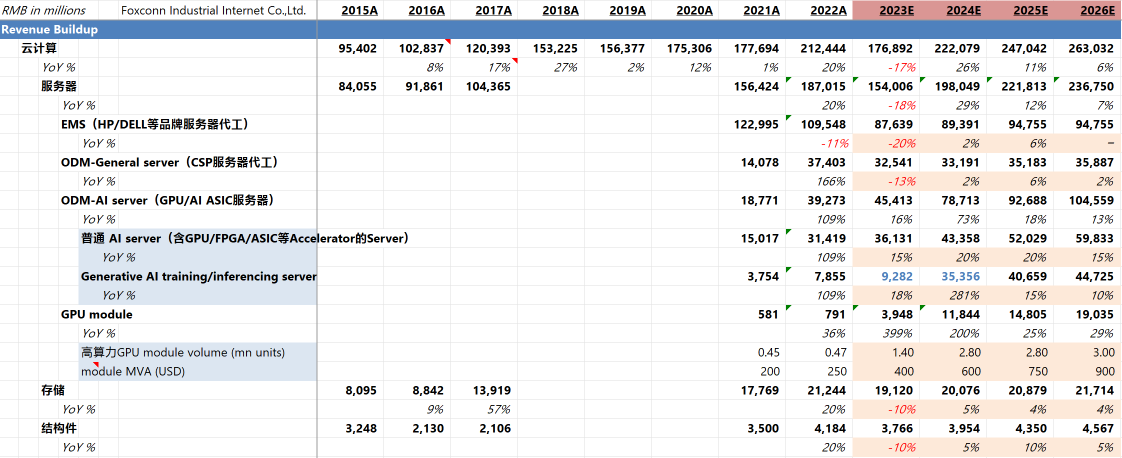 RMB in millions Foxconn Industrial Internet Co.,Ltd. 2015A 2016A 2017A 2018A 2019A 2020A 2021A 2022A 2023E 2024E 2025E 2026E
Revenue Buildup
云计算 95,402 102,837 120,393 153,225 156,377 175,306 177,694 212,444 176,892 222,079 247,042 263,032
YoY % 8% 17% 27% 2% 12% 1% 20% -17% 26% 11% 6%
服务器 84,055 91,861 104,365 156,424 187,015 154,006 198,049 221,813 236,750
YoY % 20% -18% 29% 12% 7%
EMS（HP/DELL等品牌服务器代工） 122,995 109,548 87,639 89,391 94,755 94,755
YoY % -11% -20% 2% 6% –
ODM-General server（CSP服务器代工） 14,078 37,403 32,541 33,191 35,183 35,887
YoY % 166% -13% 2% 6% 2%
ODM-AI server（GPU/AI ASIC服务器） 18,771 39,273 45,413 78,713 92,688 104,559
YoY % 109% 16% 73% 18% 13%
普通 AI server（含GPU/FPGA/ASIC等Accelerator的Server） 15,017 31,419 36,131 43,358 52,029 59,833
YoY % 109% 15% 20% 20% 15%
Generative AI training/inferencing server 3,754 7,855 9,282 35,356 40,659 44,725
YoY % 109% 18% 281% 15% 10%
GPU module 581 791 3,948 11,844 14,805 19,035
YoY % 36% 399% 200% 25% 29%
高算力GPU module volume (mn units) 0.45 0.47 1.40 2.80 2.80 3.00
module MVA (USD) 200 250 400 600 750 900
存储 8,095 8,842 13,919 17,769 21,244 19,120 20,076 20,879 21,714
YoY % 9% 57% 20% -10% 5% 4% 4%
结构件 3,248 2,130 2,106 3,500 4,184 3,766 3,954 4,350 4,567
YoY % 20% -10% 5% 10% 5%